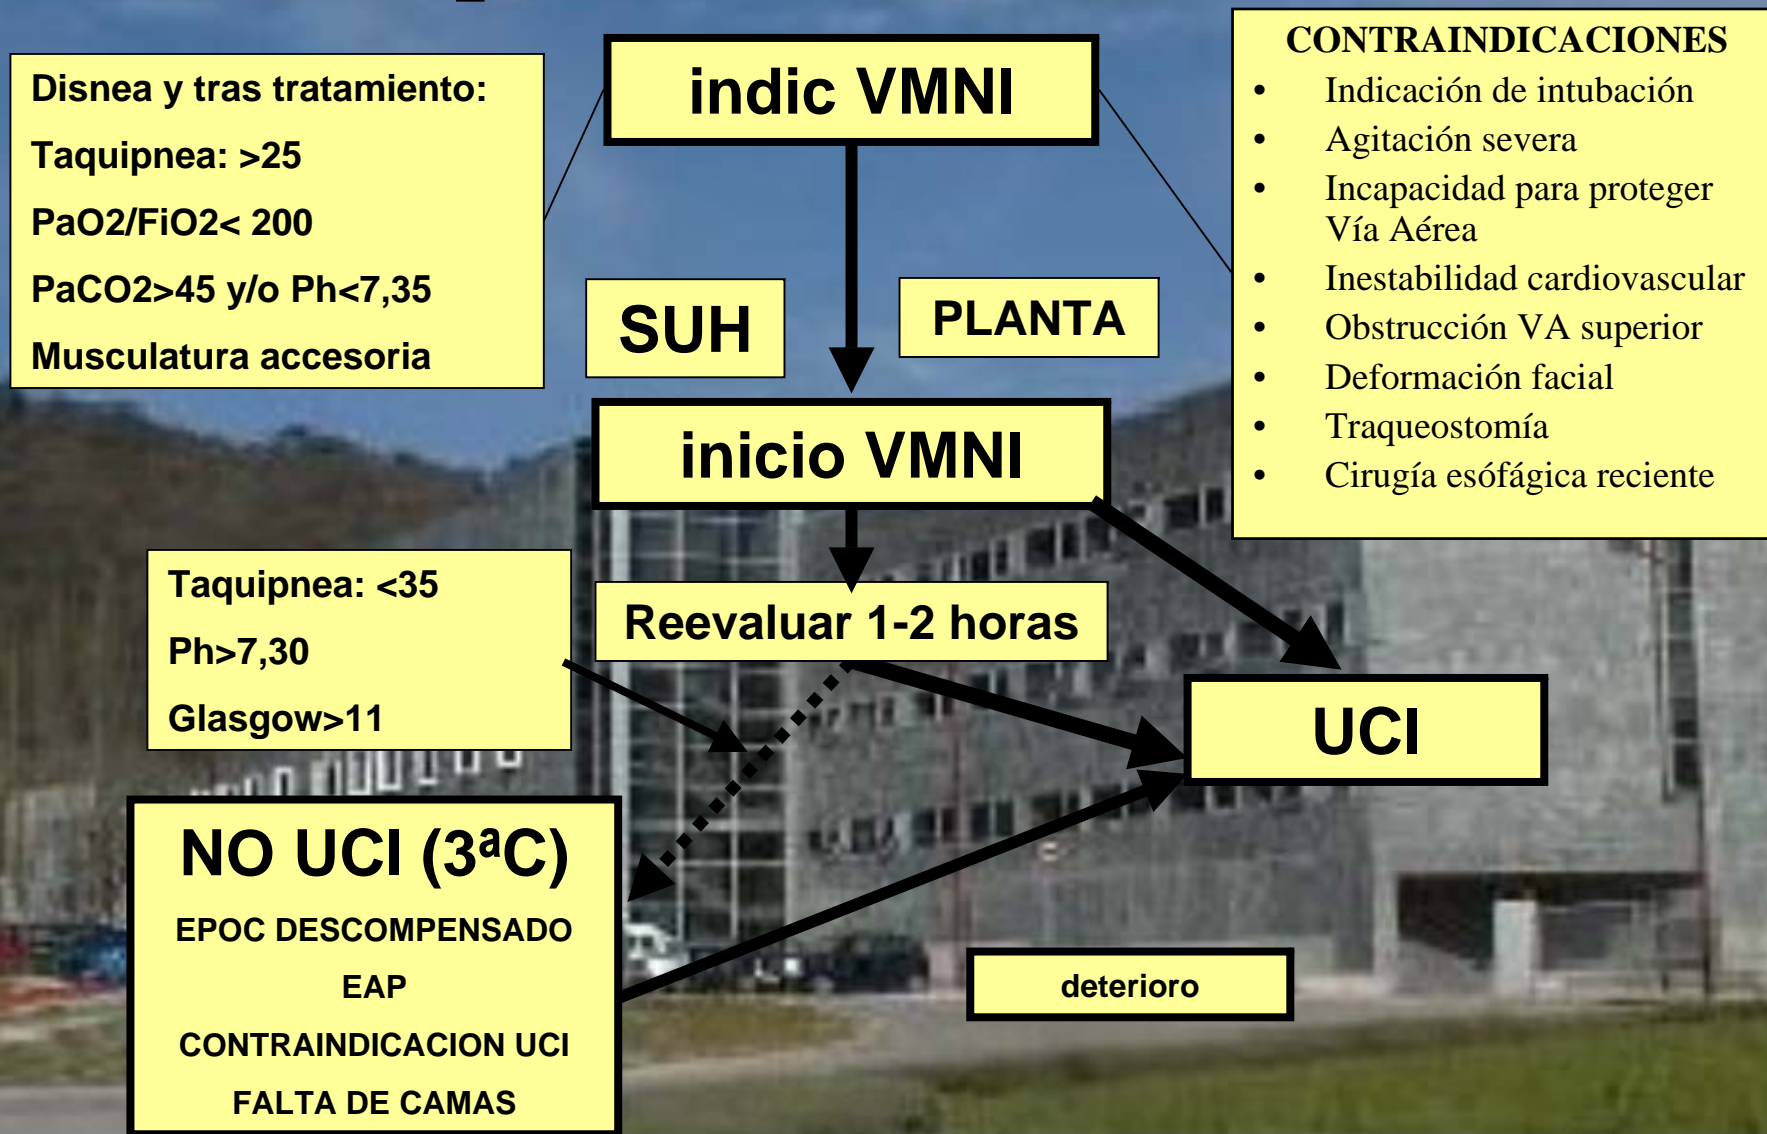 Disnea y tras tratamiento:
Taquipnea: >25
PaO2/FiO2< 200
PaCO2>45 y/o Ph<7,35
Musculatura accesoria
indic VMNI
CONTRAINDICACIONES
• Indicación de intubación
• Agitación severa
• Incapacidad para proteger
Vía Aérea
• Inestabilidad cardiovascular
• Obstrucción VA superior
• Deformación facial
• Traqueostomía
• Cirugía esófágica reciente
SUH
PLANTA
inicio VMNI
Taquipnea: <35
Ph>7,30
Glasgow>11
Reevaluar 1-2 horas
UCI
NO UCI (3ªC)
EPOC DESCOMPENSADO
EAP
CONTRAINDICACION UCI
FALTA DE CAMAS
deterioro